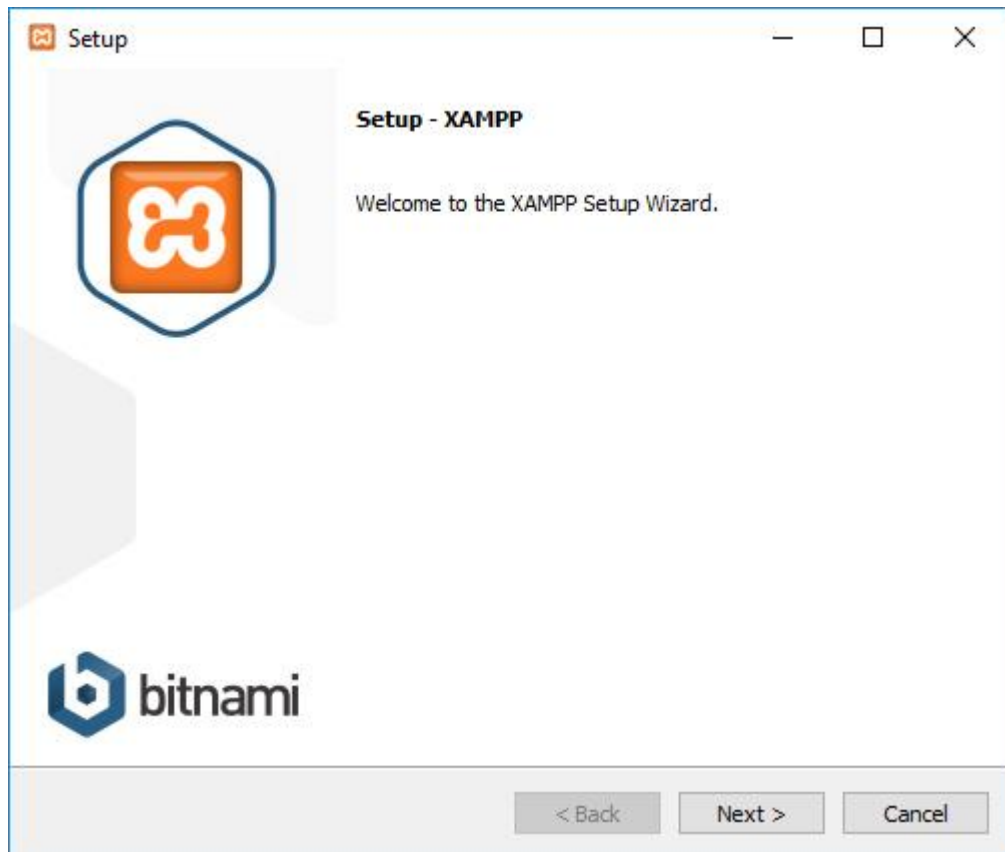 Setup
Setup - XAMPP
Welcome to the XAMPP Setup Wizard.
bitnami
< Back Next > Cancel